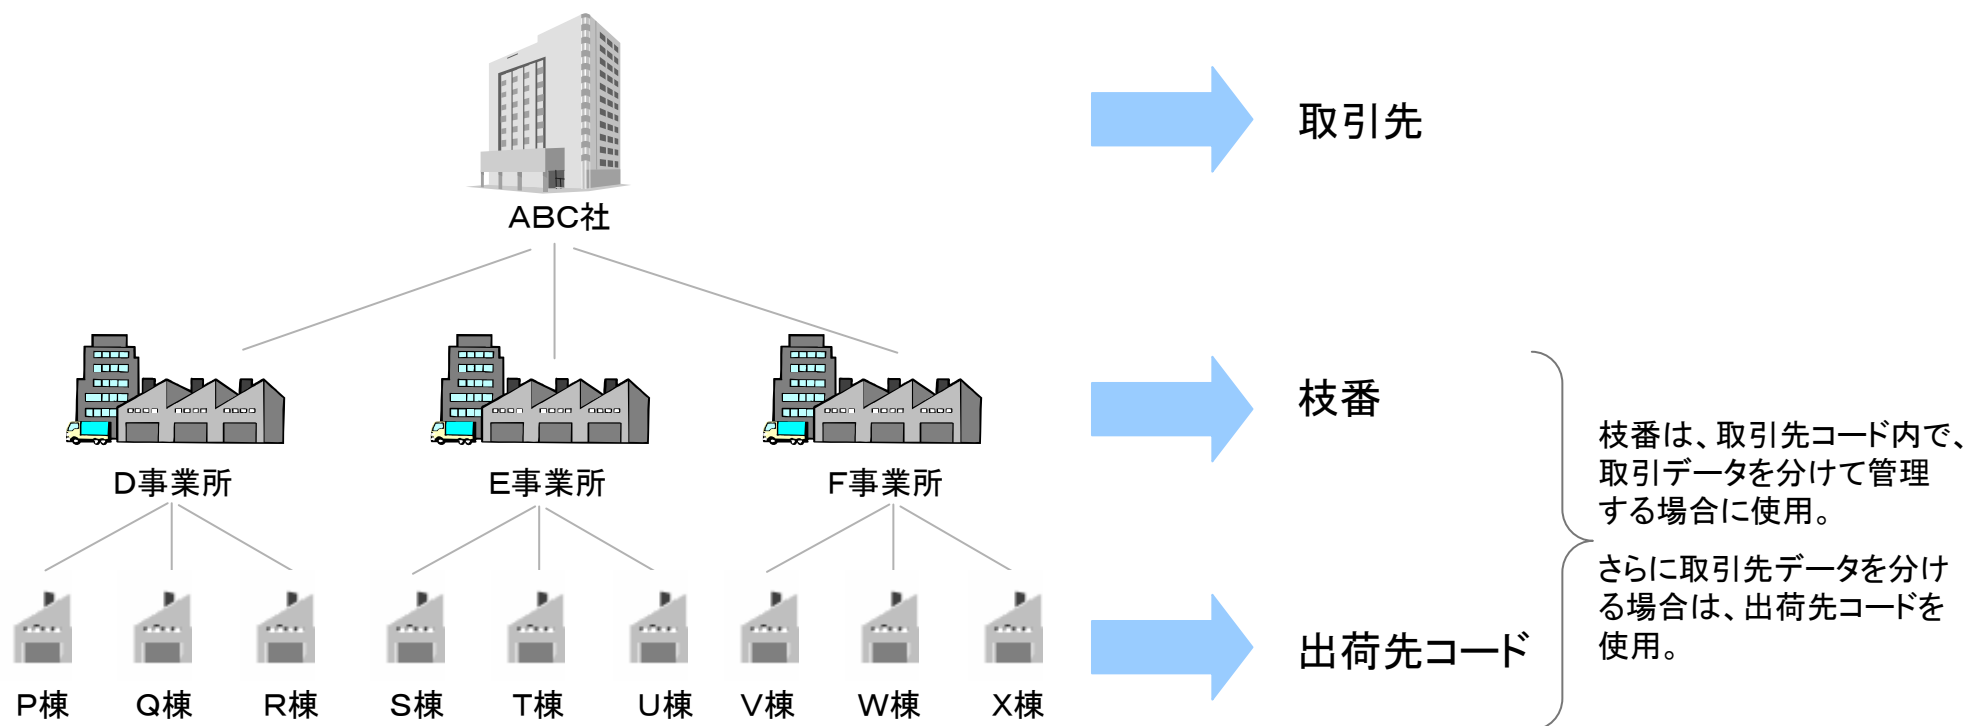 取引先
ABC社
枝番
D事業所
E事業所
F事業所
枝番は、取引先コード内で、
取引データを分けて管理
する場合に使用。
さらに取引先データを分け
る場合は、出荷先コードを
使用。
出荷先コード
P棟
Q棟
R棟
S棟
T棟
U棟
V棟
W棟
X棟